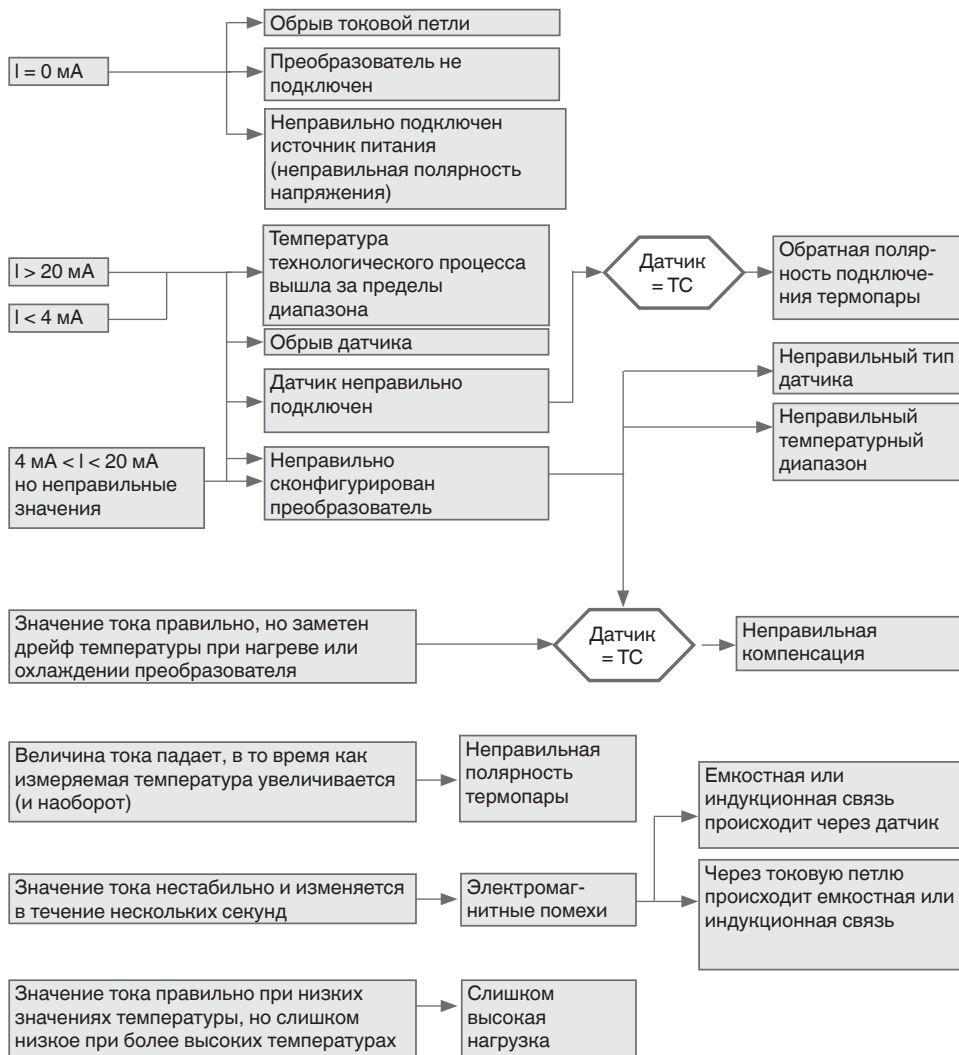 I = 0 мА
Обрыв токовой петли
Преобразователь не
подключен
Неправильно подключен
источник питания
(неправильная полярность
напряжения)
I > 20 мА
I < 4 мА
Температура
технологического процесса
вышла за пределы
диапазона
Обрыв датчика
Датчик неправильно
подключен
Датчик
= TC
Обратная поляр-
ность подключе-
ния термопары
4 мА < I < 20 мА
но неправильные
значения
Неправильно
сконфигурирован
преобразователь
Неправильный тип
датчика
Неправильный
температурный
диапазон
Значение тока правильно, но заметен
дрейф температуры при нагреве или
охлаждении преобразователя
Датчик
= TC
Неправильная
компенсация
Величина тока падает, в то время как
измеряемая температура увеличивается
(и наоборот)
Неправильная
полярность
термопары
Значение тока нестабильно и изменяется
в течение нескольких секунд
Электромаг-
нитные помехи
Емкостная или
индукционная связь
происходит через датчик
Через токовую петлю
происходит емкостная или
индукционная связь
Значение тока правильно при низких
значениях температуры, но слишком
низкое при более высоких температурах
Слишком
высокая
нагрузка